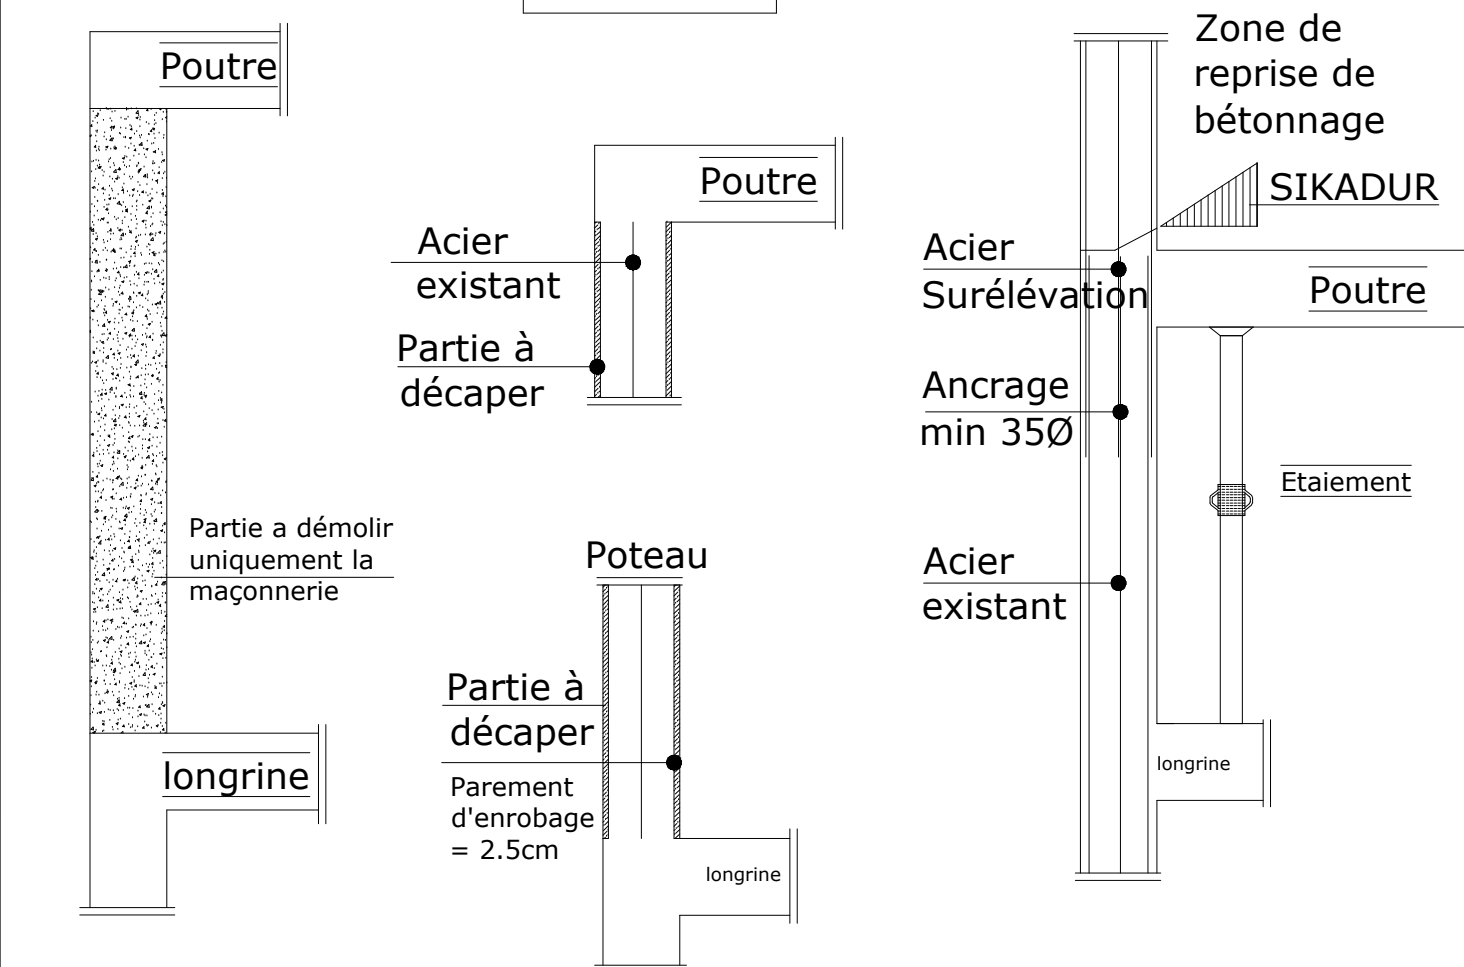 Poutre
Partie a démolir
uniquement la
maçonnerie
longrine
Poutre
Acier
existant
Partie à
décaper
Poteau
Partie à
décaper
Parement
d'enrobage
= 2.5cm
longrine
Zone de
reprise de
bétonnage
SIKADUR
Acier
Surélévation
Poutre
Ancrage
min 35Ø
Etaiement
Acier
existant
longrine